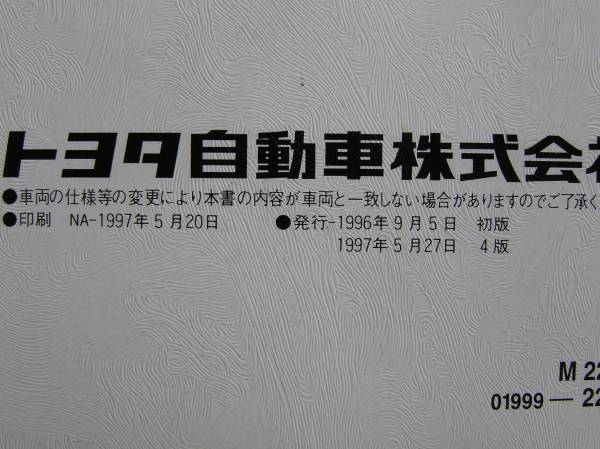 トヨタ自動車株式会社
●車両の仕様等の変更により本書の内容が車両と一致しない場合がありますのでご了承く
●印刷 NA-1997年5月20日 ●発行-1996年9月5日 初版
1997年5月27日 4版
M 22
01999 — 22